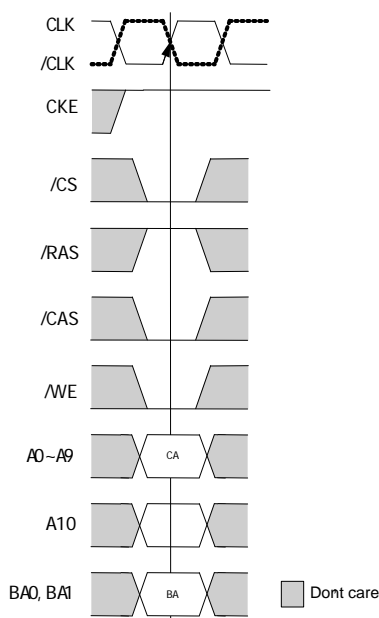 CLK
/CLK
CKE
/CS
/RAS
/CAS
/WE
A0~A9
CA
A10
BA0, BA1
BA
Dont care